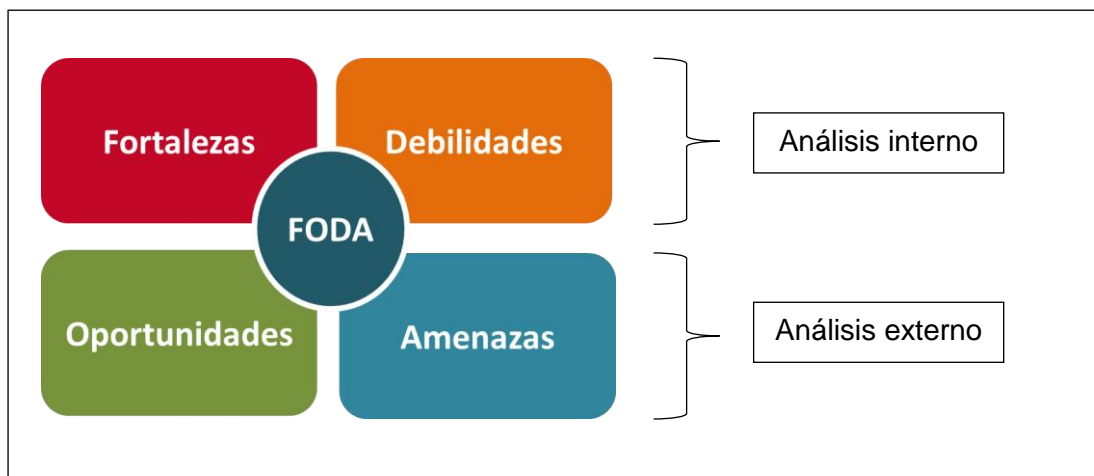 Fortalezas
Debilidades
Análisis interno
FODA
Oportunidades
Amenazas
Análisis externo